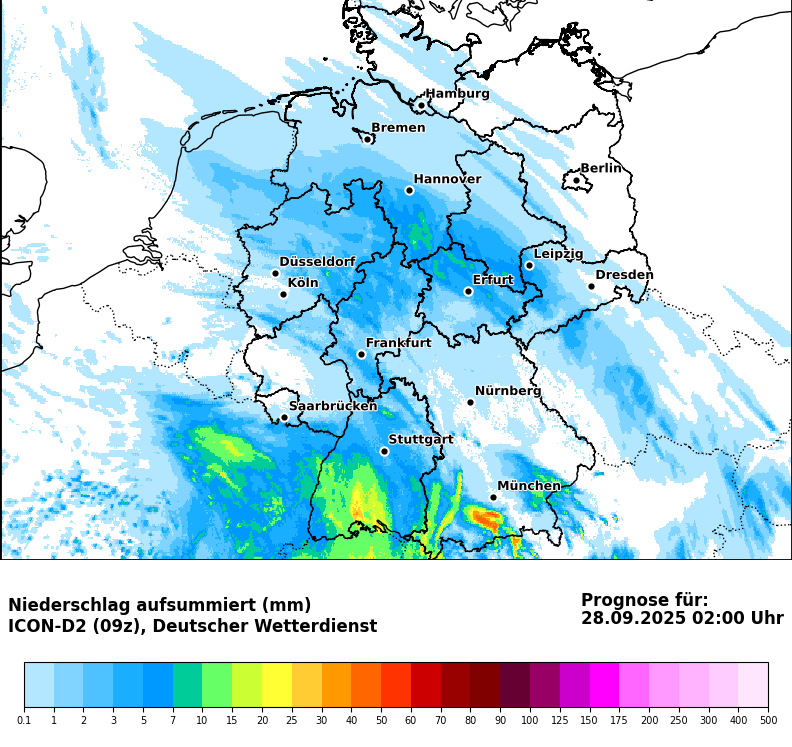 Hamburg
Bremen
Berlin
Hannover
Leipzig
Düsseldorf
Dresden
Köln
Erfurt
Frankfurt
Nürnberg
Saarbrücken
Stuttgart
München
Niederschlag aufsummiert (mm)
ICON-D2 (09z), Deutscher Wetterdienst
Prognose für:
28.09.2025 02:00 Uhr
0.1 1 2 3 5 7 10 15 20 25 30 40 50 60 70 80 90 100 125 150 175 200 250 300 400 500